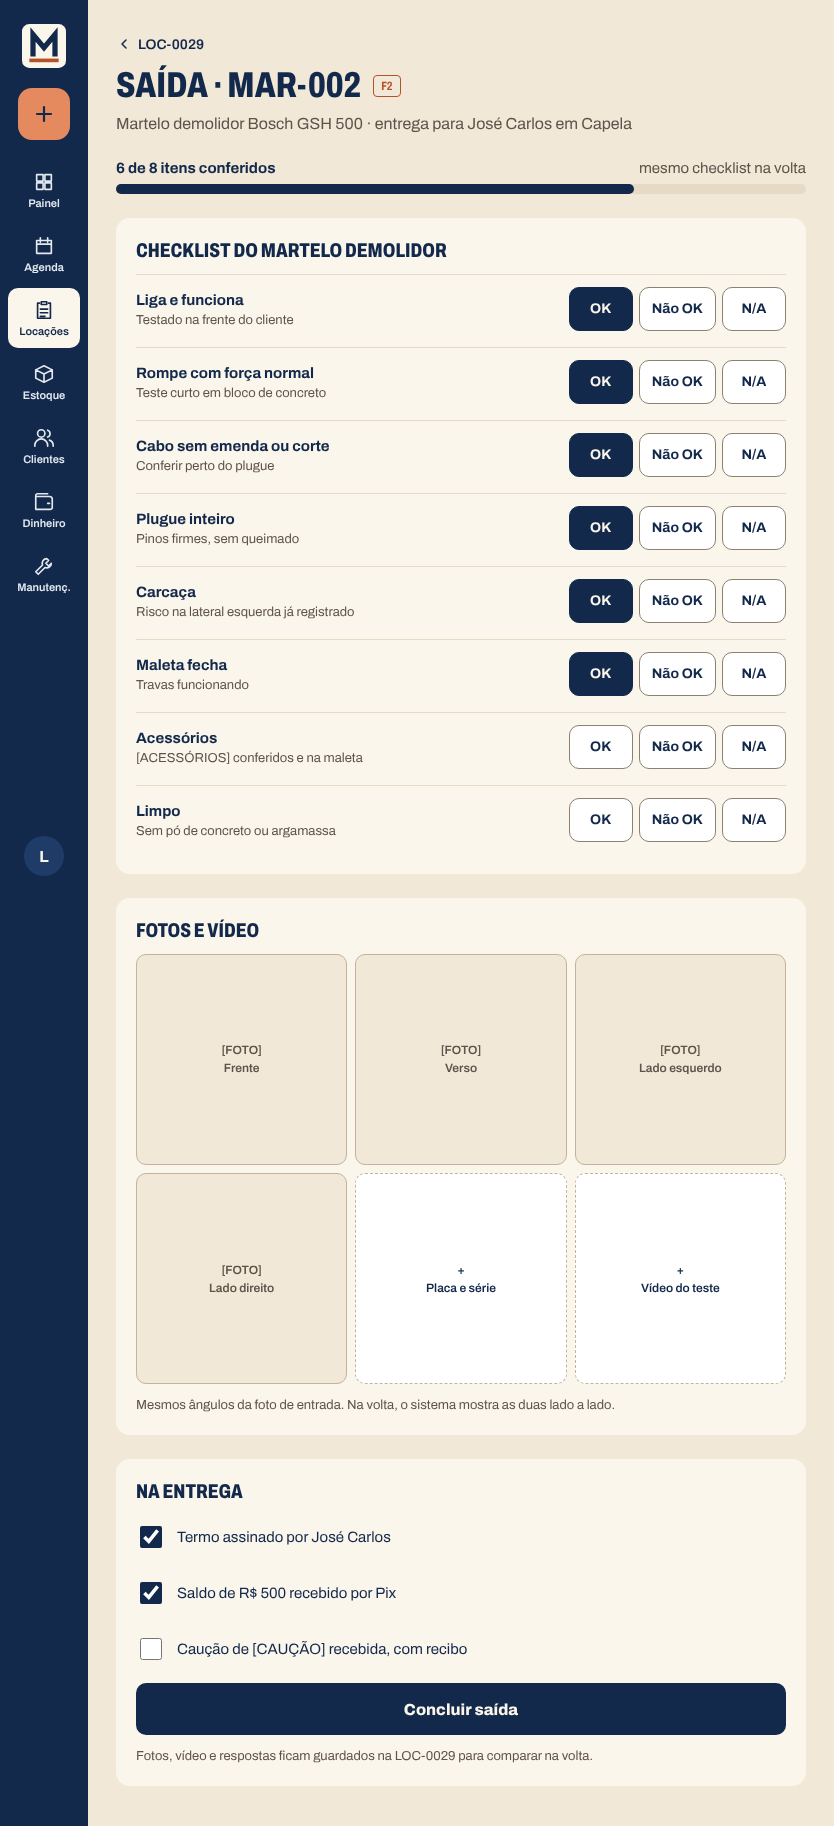 M
LOC-0029
SAÍDA · MAR-002 F2
Martelo demolidor Bosch GSH 500 · entrega para José Carlos em Capela
6 de 8 itens conferidos mesmo checklist na volta
Painel
Agenda
Locações
Estoque
Clientes
Dinheiro
Manutenç.
L
CHECKLIST DO MARTELO DEMOLIDOR
Liga e funciona
Testado na frente do cliente
OK Não OK N/A
Rompe com força normal
Teste curto em bloco de concreto
OK Não OK N/A
Cabo sem emenda ou corte
Conferir perto do plugue
OK Não OK N/A
Plugue inteiro
Pinos firmes, sem queimado
OK Não OK N/A
Carcaça
Risco na lateral esquerda já registrado
OK Não OK N/A
Maleta fecha
Travas funcionando
OK Não OK N/A
Acessórios
[ACESSÓRIOS] conferidos e na maleta
OK Não OK N/A
Limpo
Sem pó de concreto ou argamassa
OK Não OK N/A
FOTOS E VÍDEO
[FOTO]
Frente
[FOTO]
Verso
[FOTO]
Lado esquerdo
[FOTO]
Lado direito
+
Placa e série
+
Vídeo do teste
Mesmos ângulos da foto de entrada. Na volta, o sistema mostra as duas lado a lado.
NA ENTREGA
Termo assinado por José Carlos
Saldo de R$ 500 recebido por Pix
Caução de [CAUÇÃO] recebida, com recibo
Concluir saída
Fotos, vídeo e respostas ficam guardados na LOC-0029 para comparar na volta.